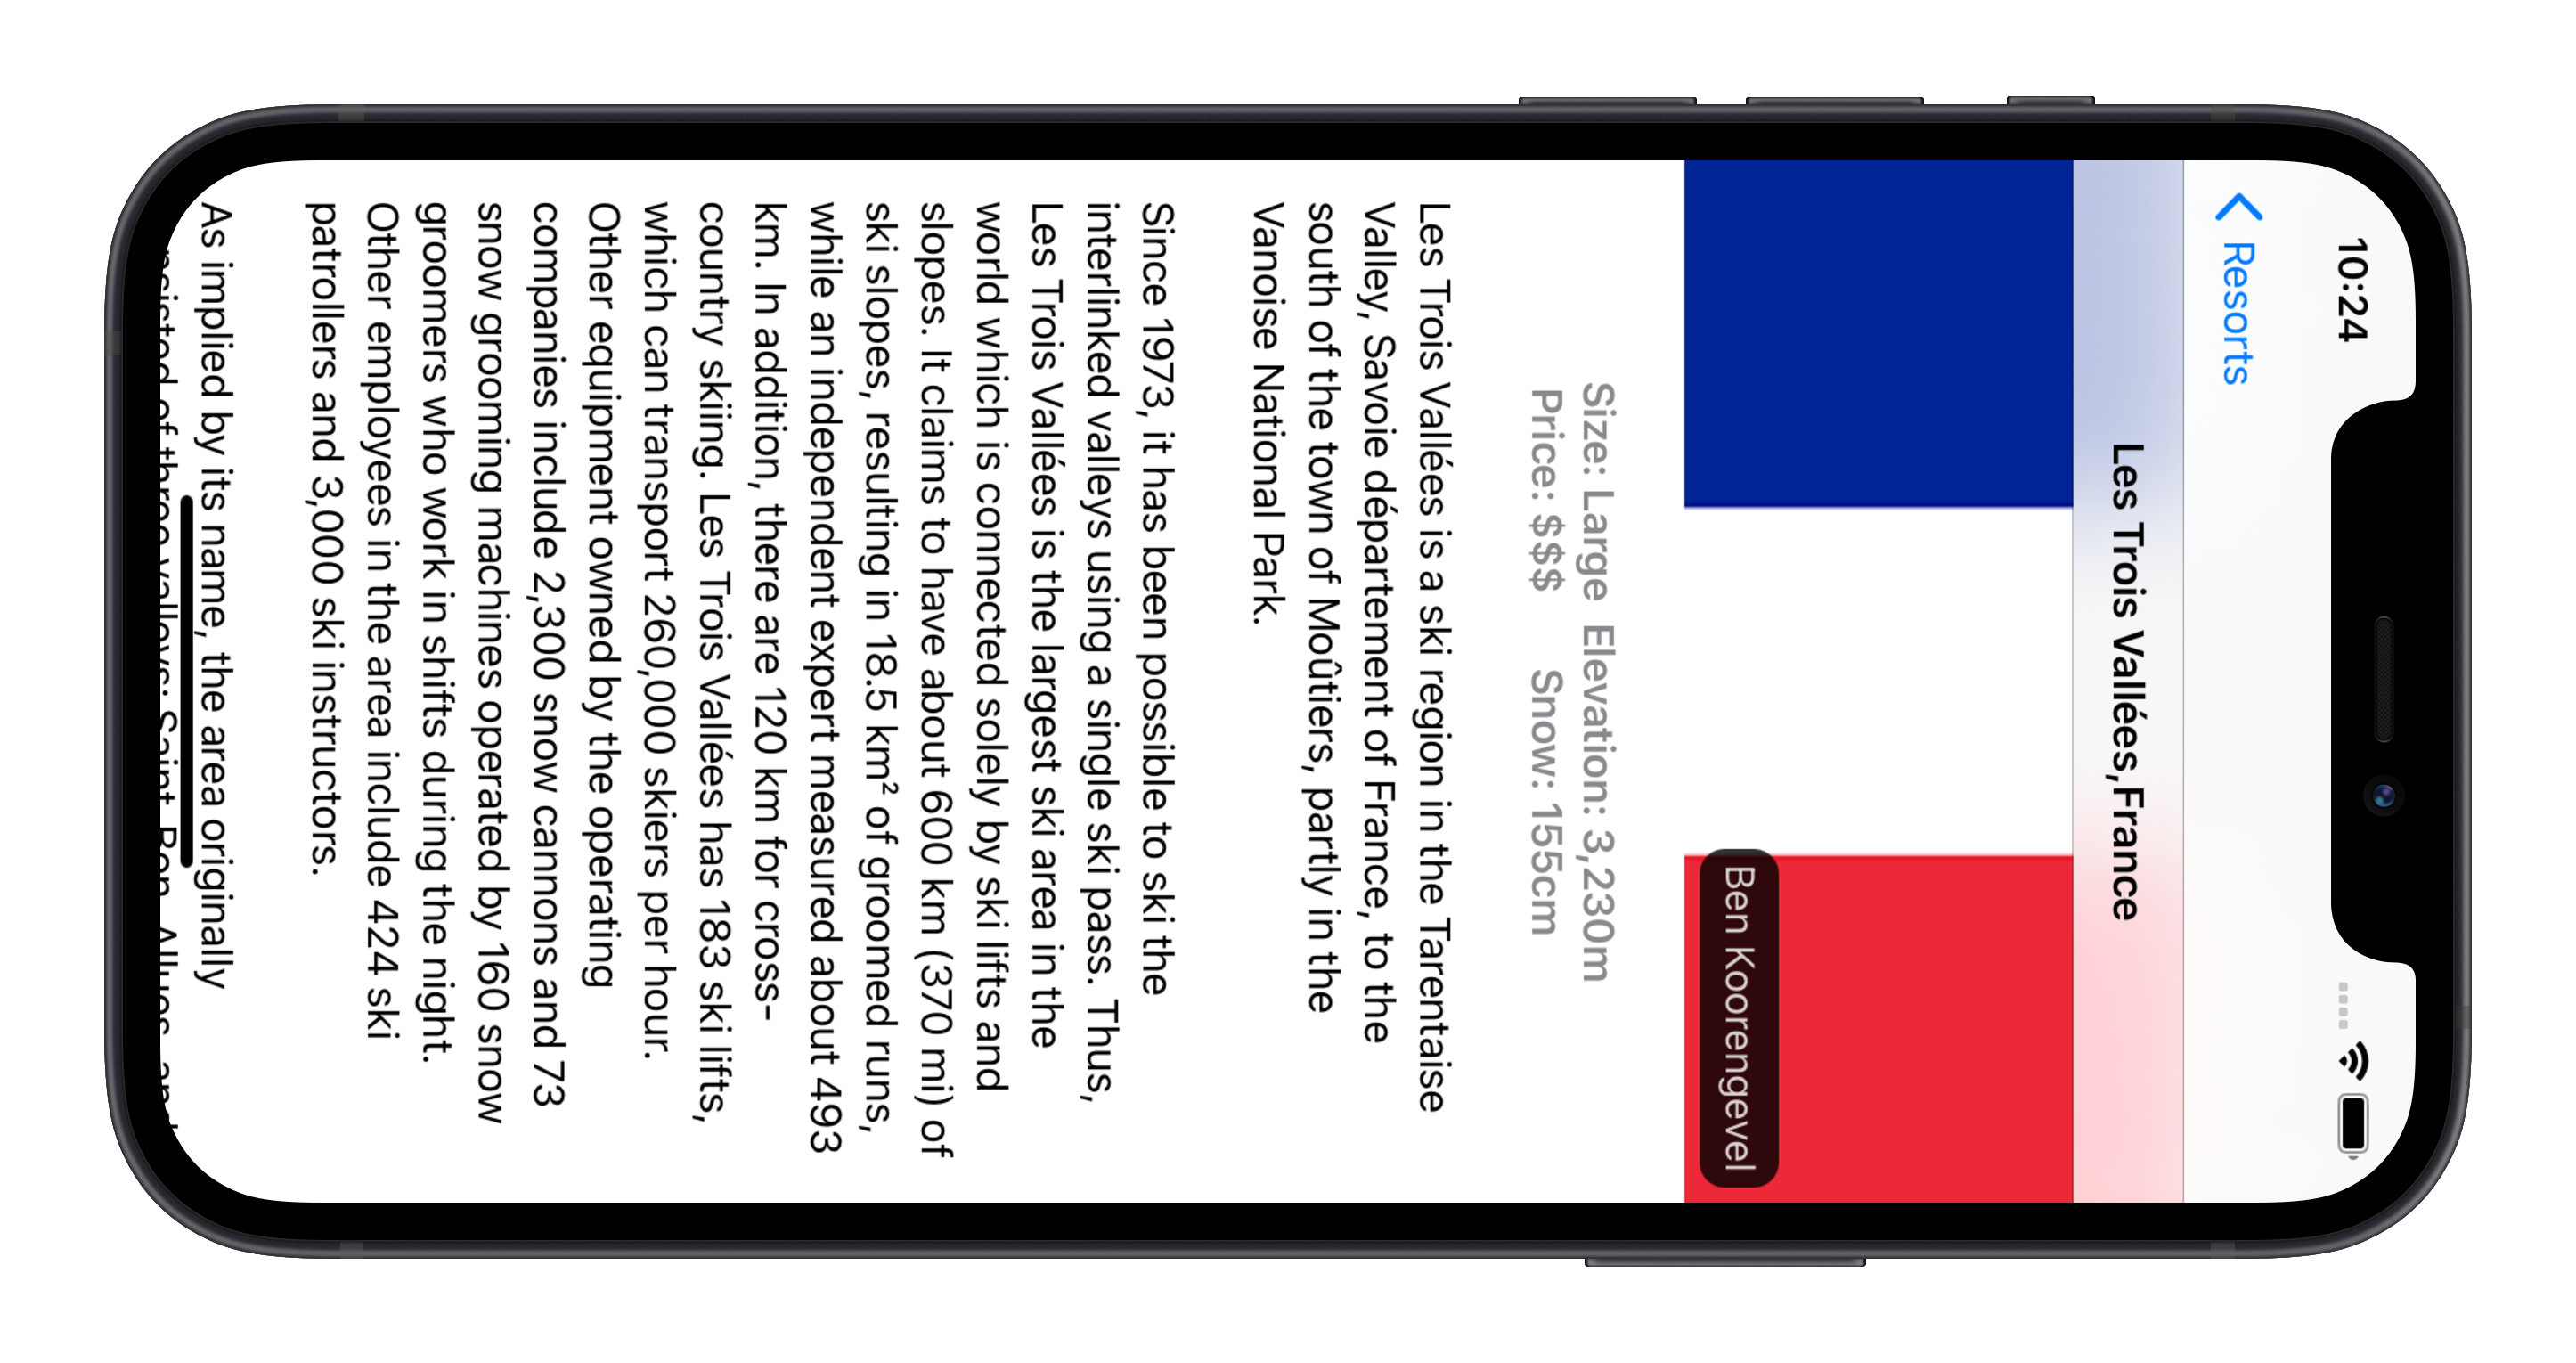 10:24
Resorts
Les Trois Vallées,France
Ben Koorengevel
Size: Large Elevation: 3,230m
Price: $$$ Snow: 155cm
Les Trois Vallées is a ski region in the Tarentaise
Valley, Savoie département of France, to the
south of the town of Moûtiers, partly in the
Vanoise National Park.
Since 1973, it has been possible to ski the
interlinked valleys using a single ski pass. Thus,
Les Trois Vallées is the largest ski area in the
world which is connected solely by ski lifts and
slopes. It claims to have about 600 km (370 mi) of
ski slopes, resulting in 18.5 km² of groomed runs,
while an independent expert measured about 493
km. In addition, there are 120 km for cross-
country skiing. Les Trois Vallées has 183 ski lifts,
which can transport 260,000 skiers per hour.
Other equipment owned by the operating
companies include 2,300 snow cannons and 73
snow grooming machines operated by 160 snow
groomers who work in shifts during the night.
Other employees in the area include 424 ski
patrollers and 3,000 ski instructors.
As implied by its name, the area originally
of three valleys: Saint Bon, Allues, and